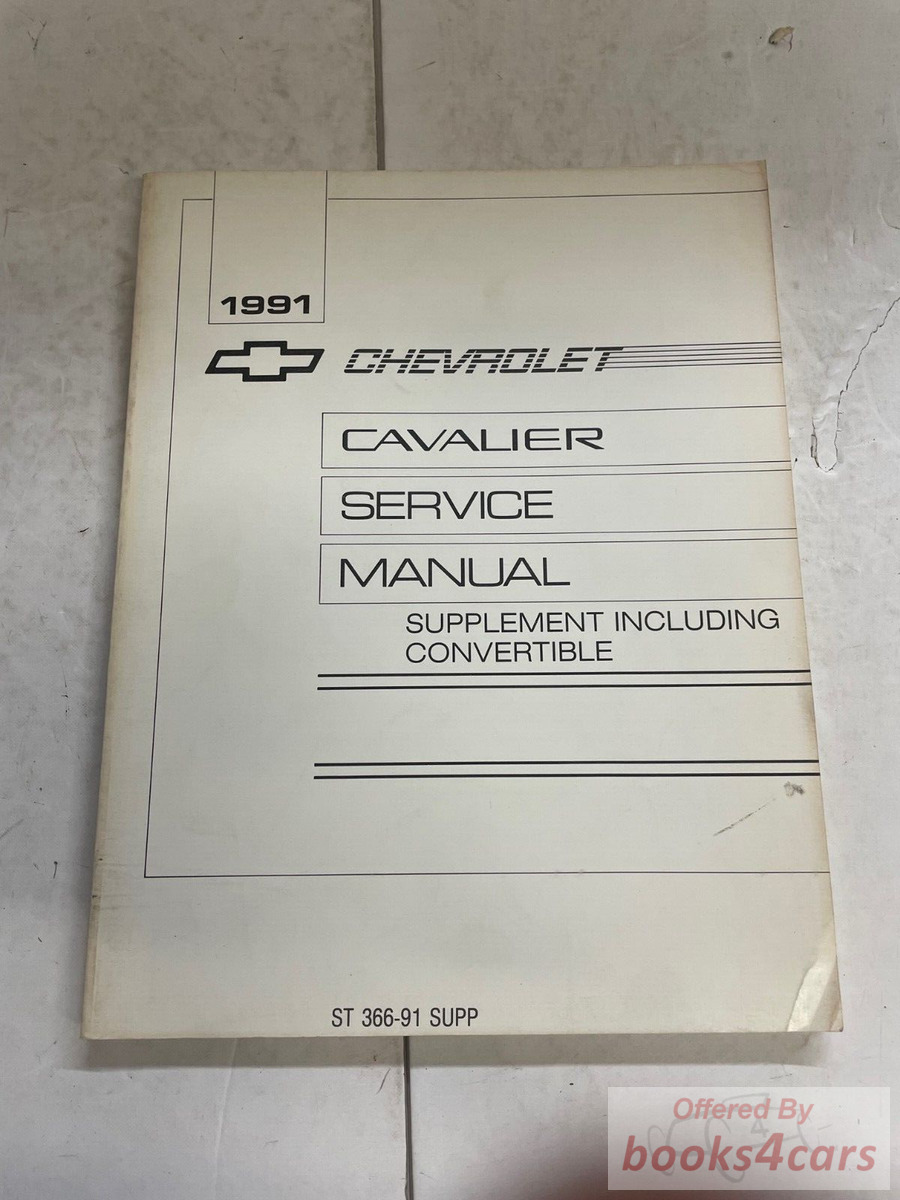 1991
CHEVROLET
CAVALIER
SERVICE
MANUAL
SUPPLEMENT INCLUDING
CONVERTIBLE
ST 366-91 SUPP
Offered By
books4cars